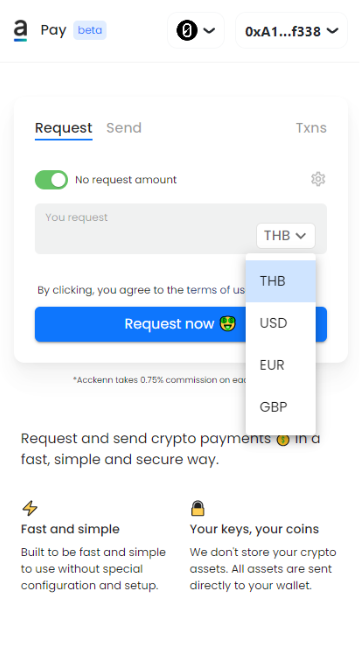 a Pay beta 0xA1...f338
Request Send Txns
No request amount
You request
THB
By clicking, you agree to the terms of us
THB
Request now
USD
EUR
*Acckenn takes 0.75% commission on eac
GBP
Request and send crypto payments in a
fast, simple and secure way.
Fast and simple
Built to be fast and simple
to use without special
configuration and setup.
Your keys, your coins
We don't store your crypto
assets. All assets are sent
directly to your wallet.